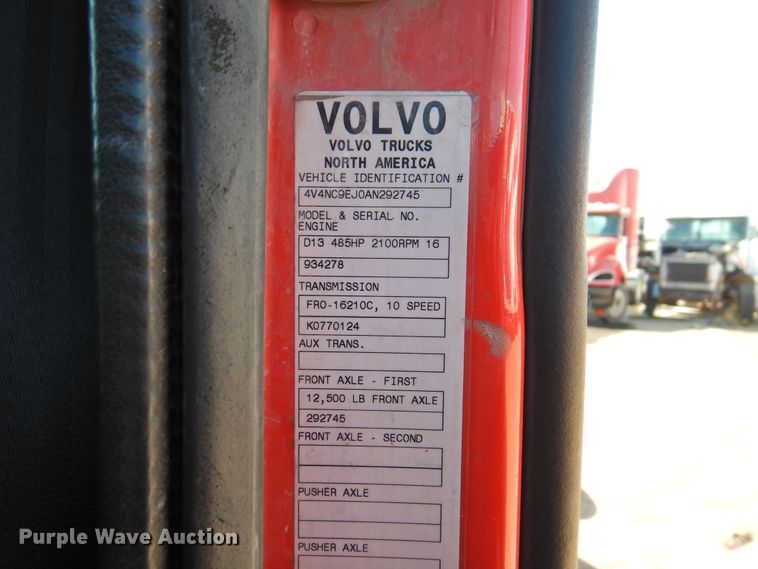 VOLVO
VOLVO TRUCKS
NORTH AMERICA
VEHICLE IDENTIFICATION #
4V4NC9EJ0AN292745
MODEL & SERIAL NO.
ENGINE
D13 485HP 2100RPM 16
934278
TRANSMISSION
FRO-16210C, 10 SPEED
K0770124
AUX TRANS.
FRONT AXLE - FIRST
12,500 LB FRONT AXLE
292745
FRONT AXLE - SECOND
PUSHER AXLE
PUSHER AXLE
Purple Wave Auction®